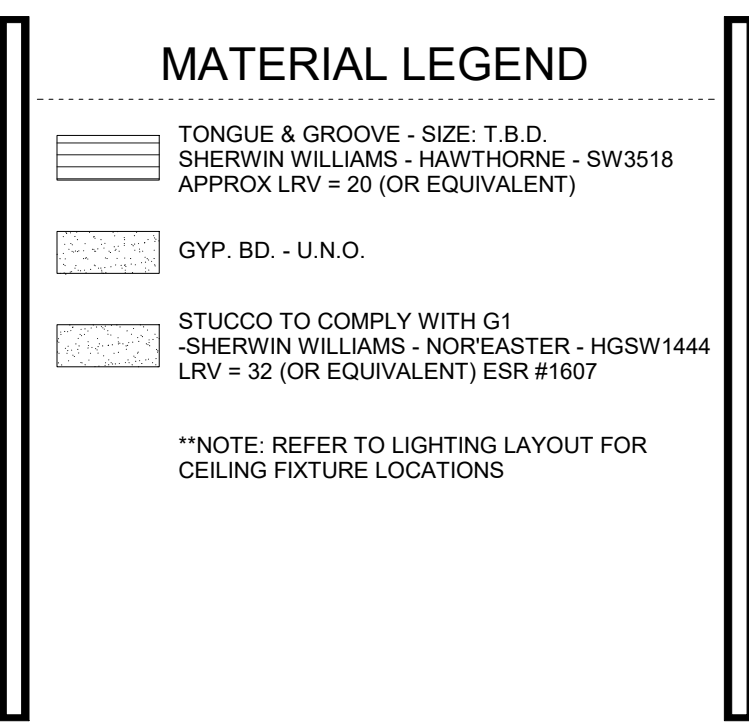 MATERIAL LEGEND
TONGUE & GROOVE - SIZE: T.B.D.
SHERWIN WILLIAMS - HAWTHORNE - SW3518
APPROX LRV = 20 (OR EQUIVALENT)
GYP. BD. - U.N.O.
STUCCO TO COMPLY WITH G1
-SHERWIN WILLIAMS - NOR'EASTER - HGSW1444
LRV = 32 (OR EQUIVALENT) ESR #1607
**NOTE: REFER TO LIGHTING LAYOUT FOR
CEILING FIXTURE LOCATIONS